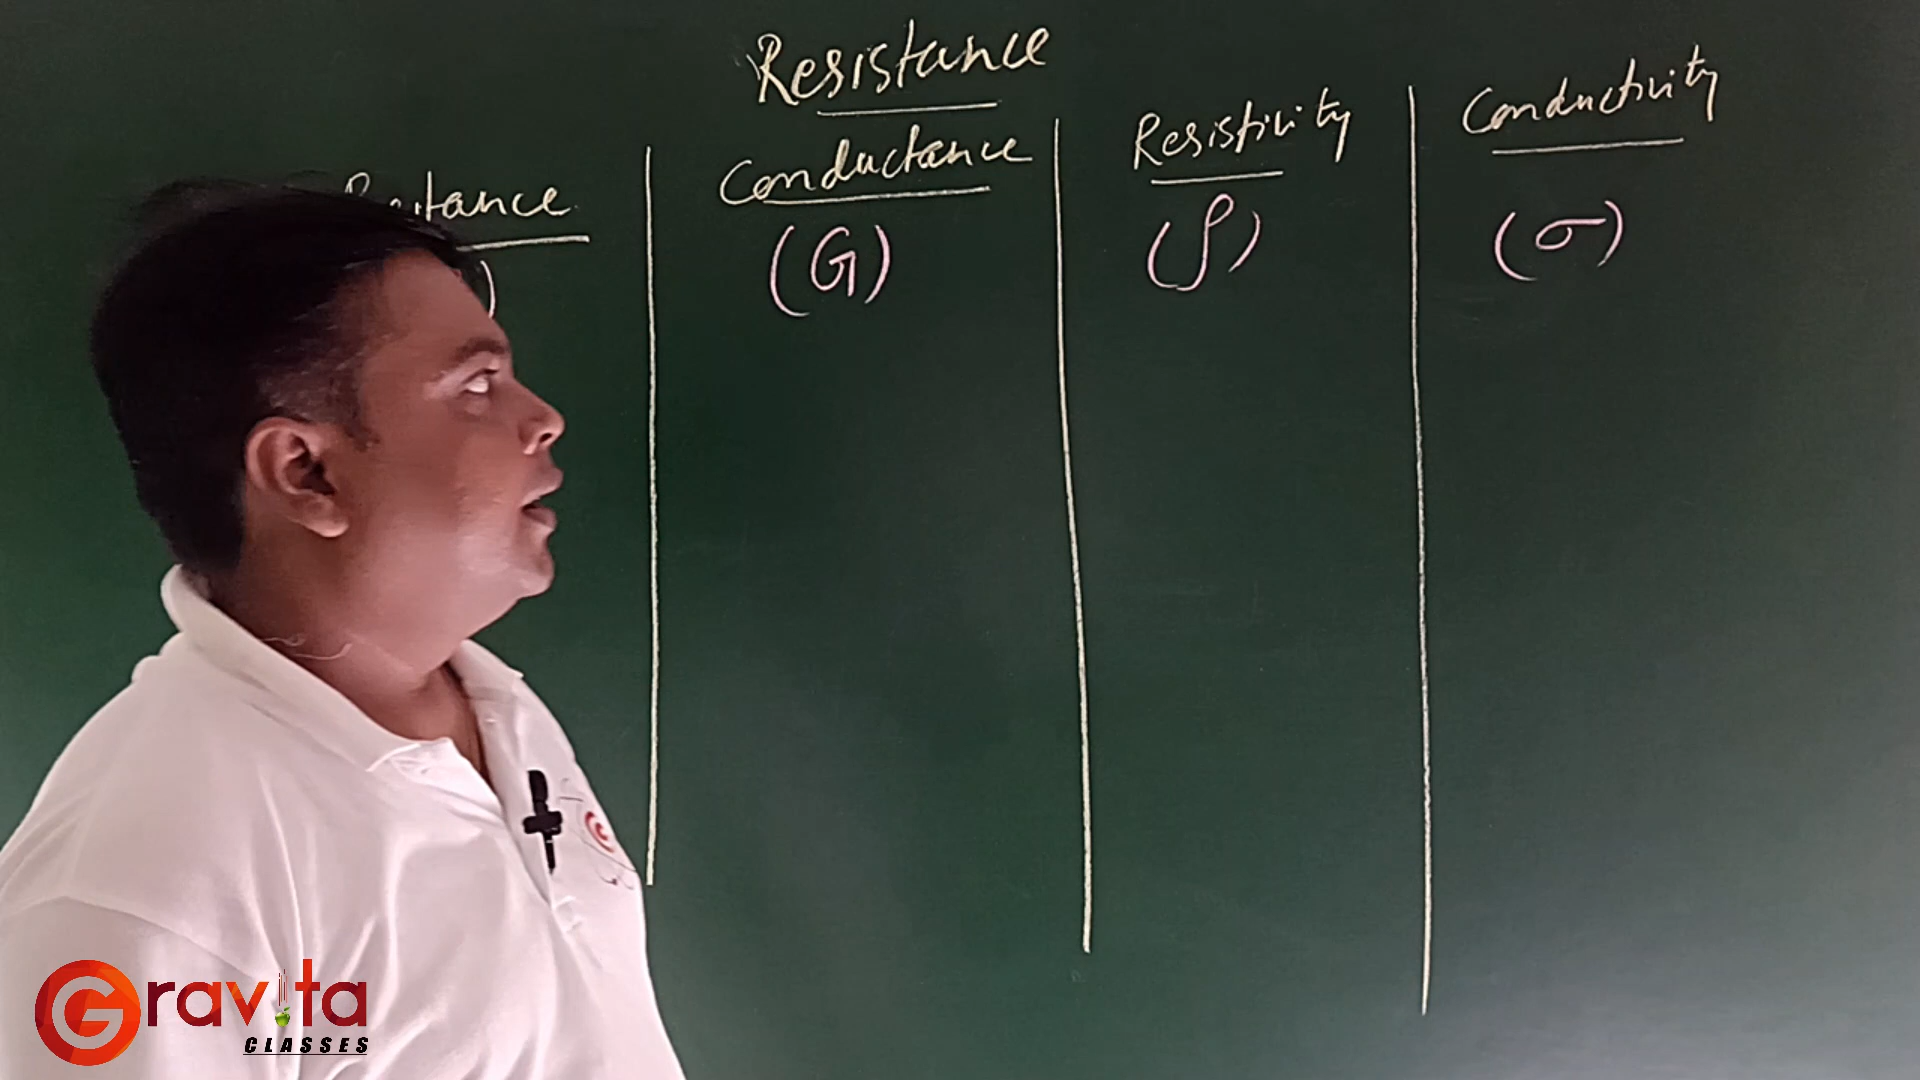 Resistance
Conductance
Resistivity
Conductivity
(G)
(ρ)
(σ)
Gravita
CLASSES